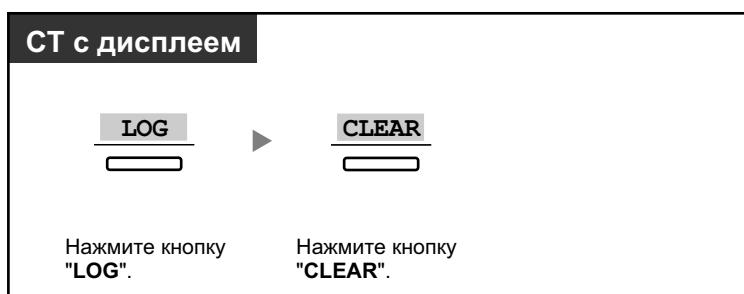 СТ с дисплеем
LOG
CLEAR
Нажмите кнопку
"LOG".
Нажмите кнопку
"CLEAR".